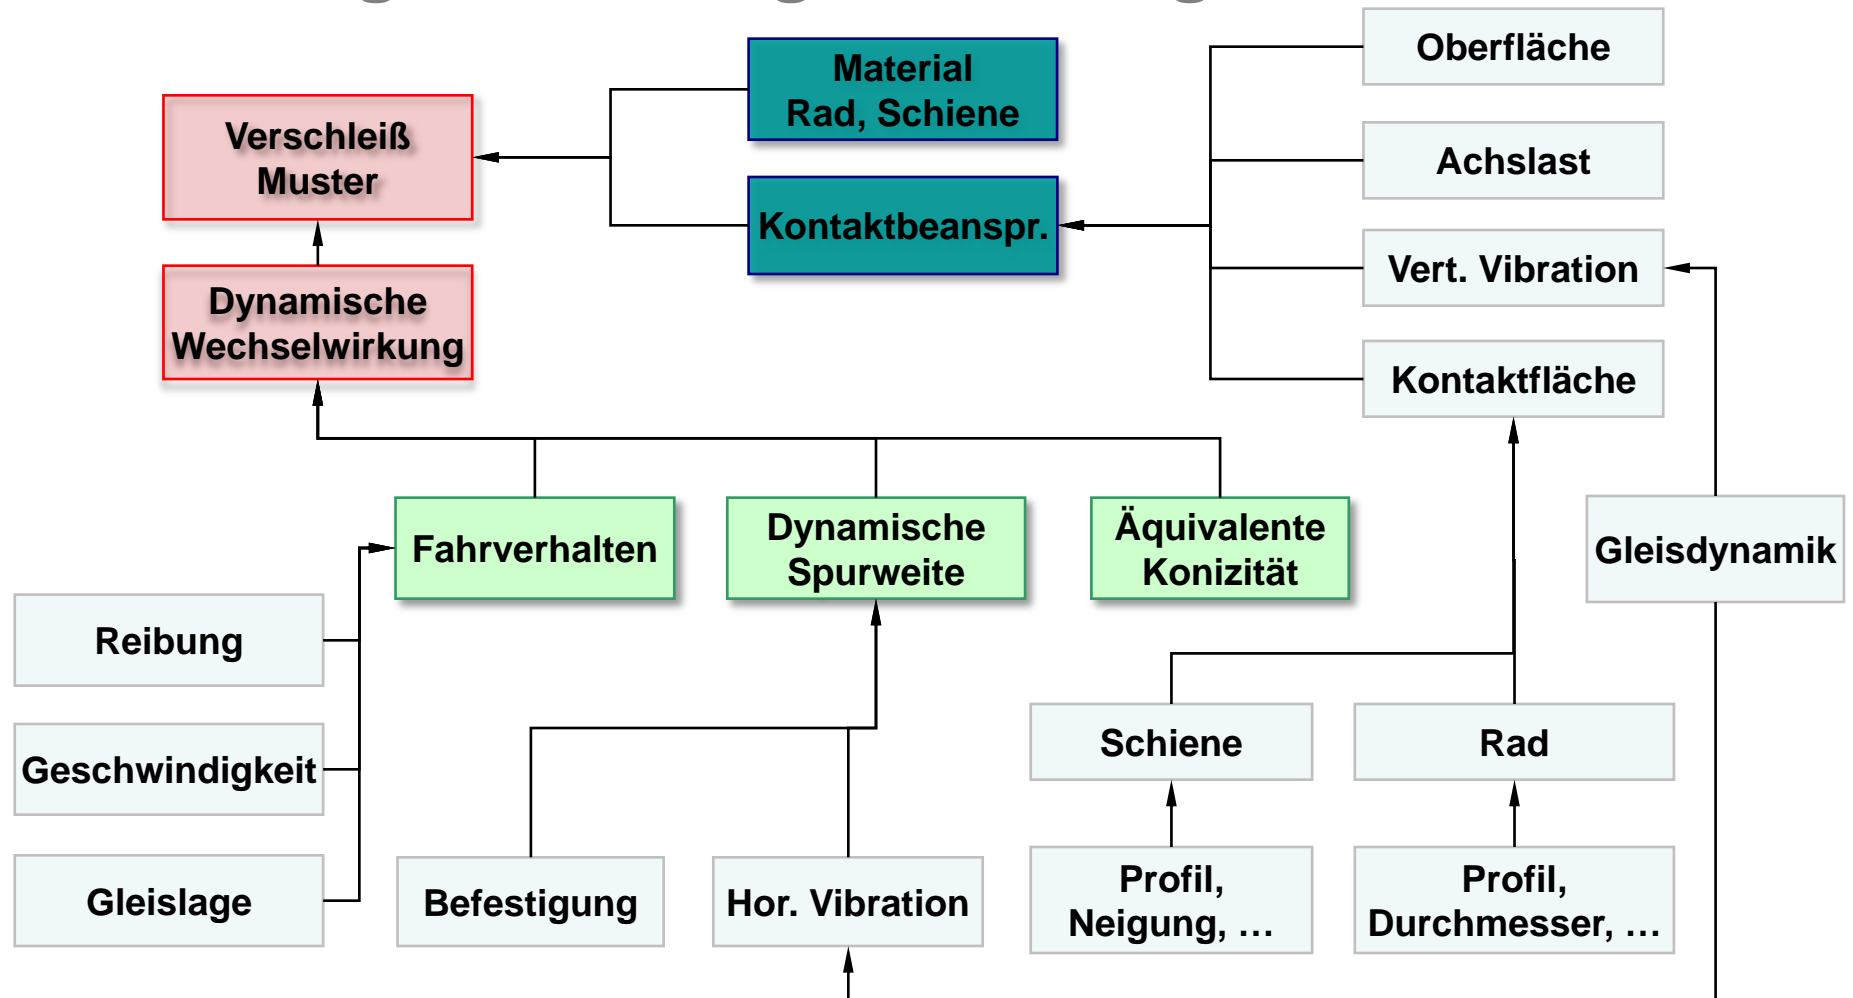 Oberfläche
Material
Rad, Schiene
Verschleiß
Muster
Achslast
Kontaktbeanspr.
Vert. Vibration
Dynamische
Wechselwirkung
Kontaktfläche
Fahrverhalten
Dynamische
Spurweite
Äquivalente
Konizität
Gleisdynamik
Reibung
Geschwindigkeit
Gleislage
Schiene
Rad
Befestigung
Hor. Vibration
Profil,
Neigung, …
Profil,
Durchmesser, …